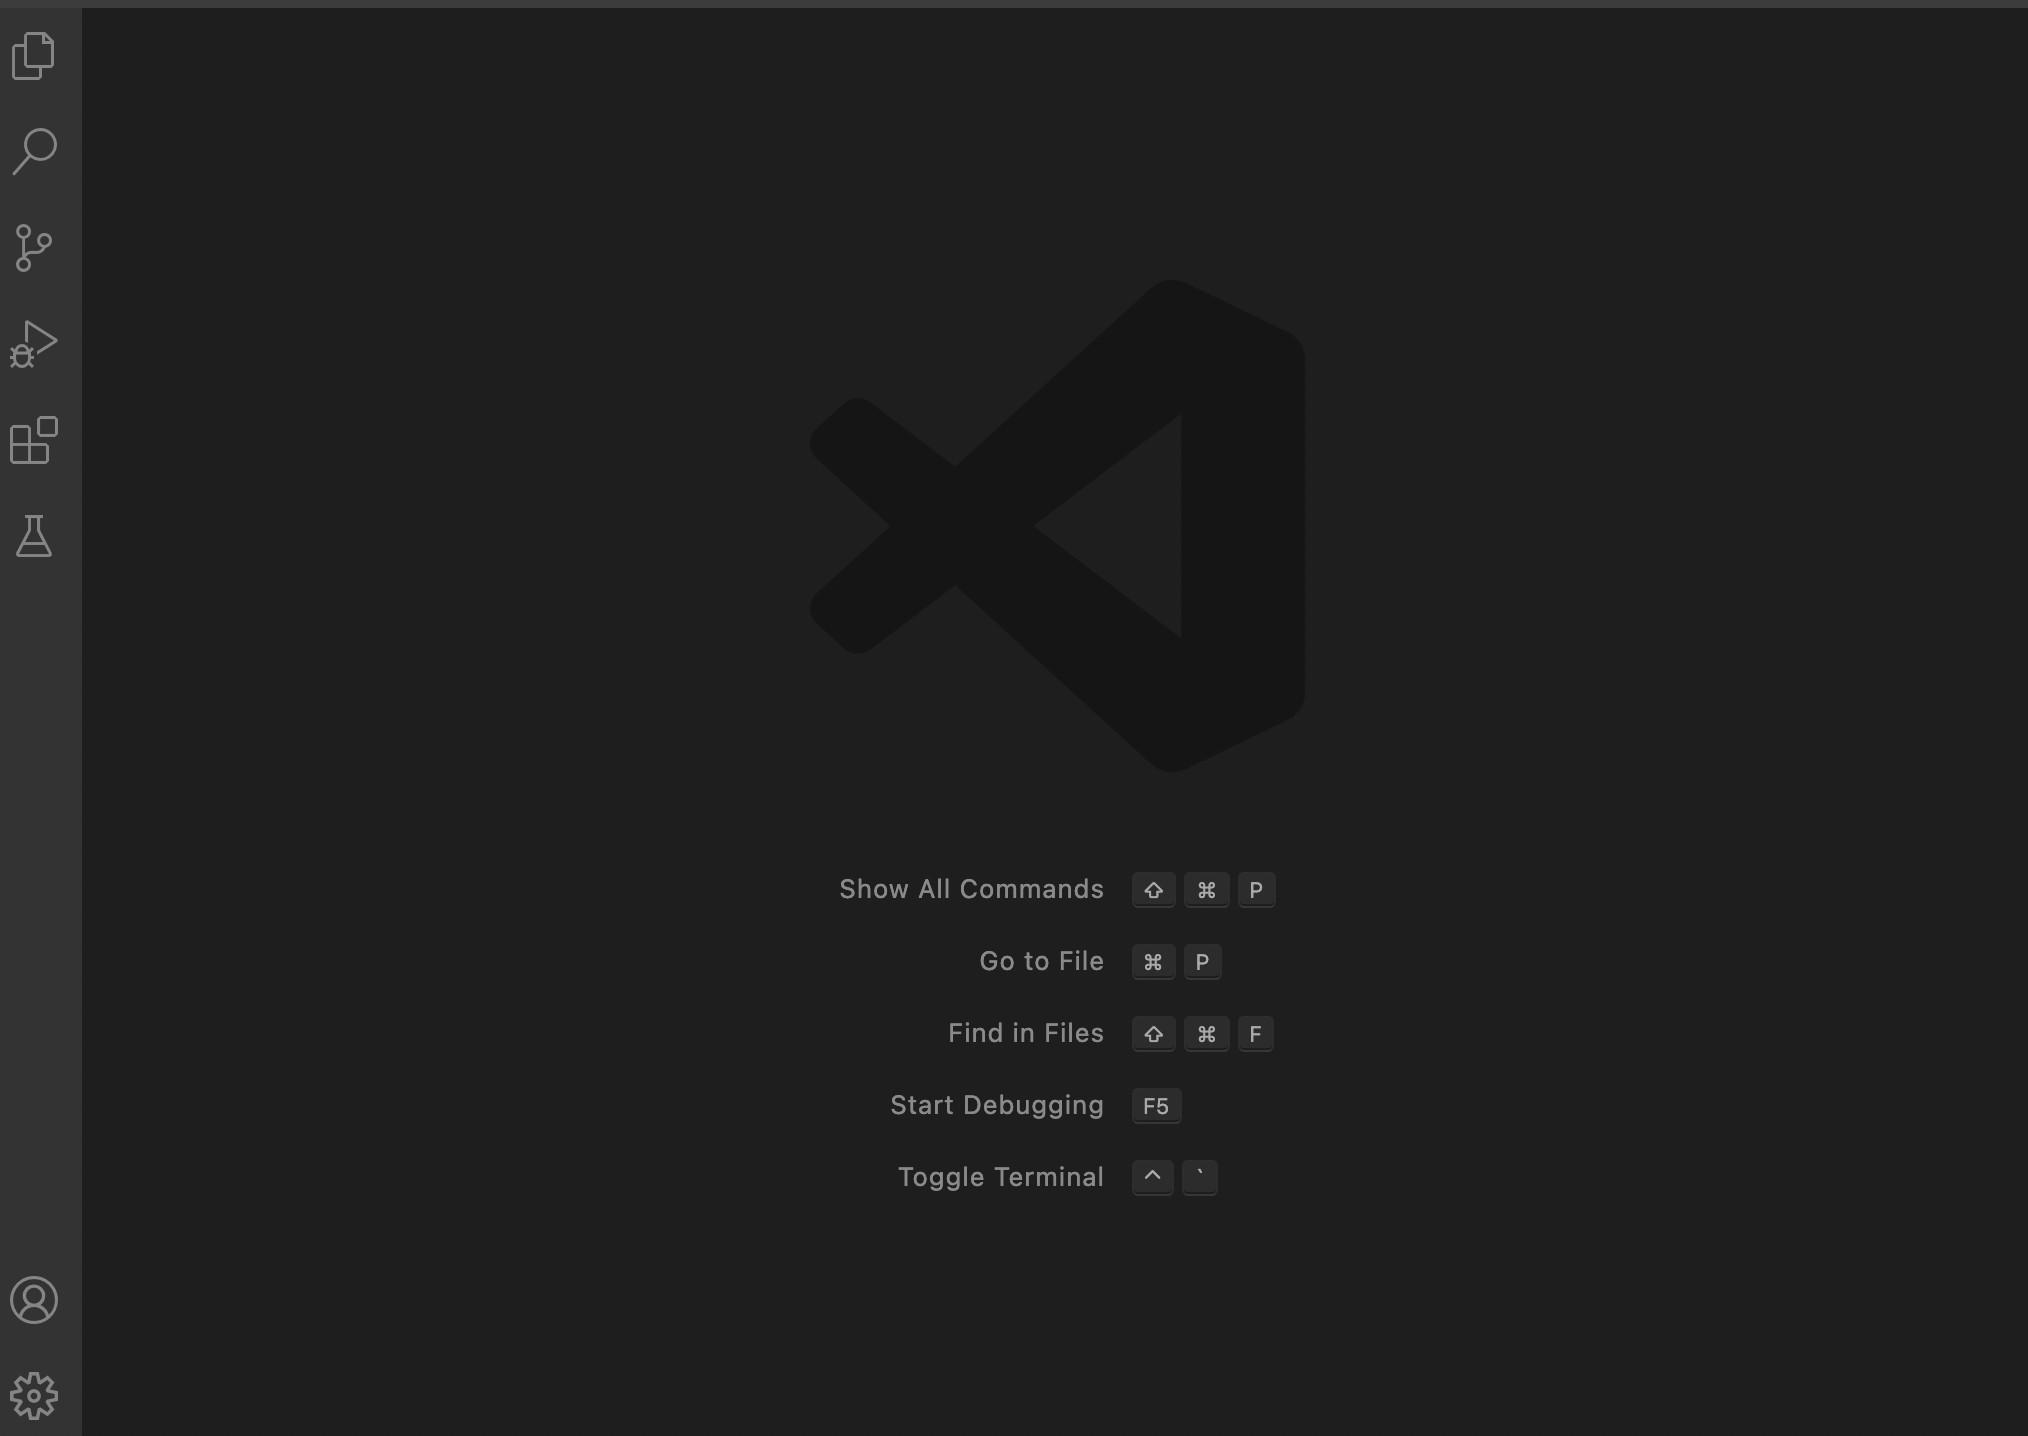 Show All Commands ⇧ ⌘ P
Go to File ⌘ P
Find in Files ⇧ ⌘ F
Start Debugging F5
Toggle Terminal ^ `